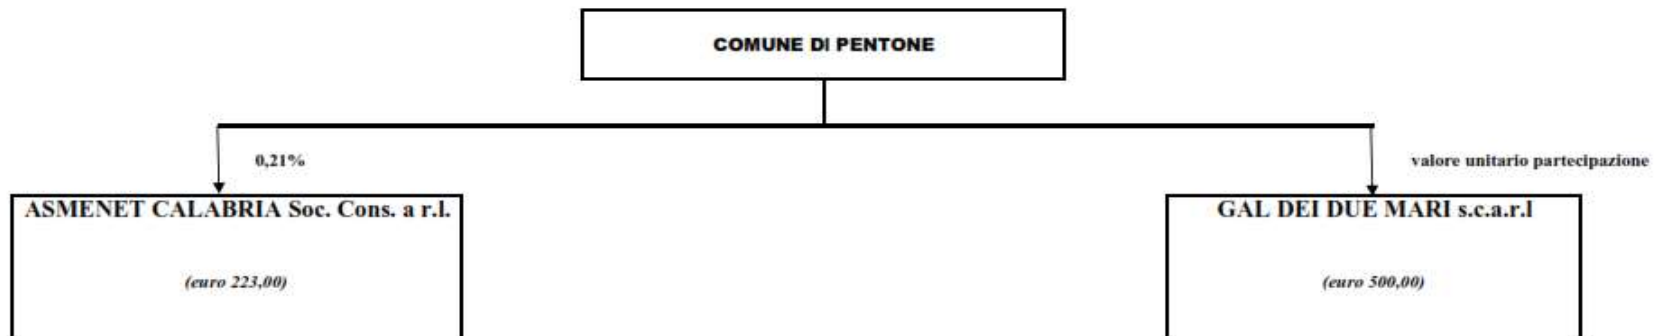 COMUNE DI PENTONE
0,21%
valore unitario partecipazione
ASMENET CALABRIA Soc. Cons. a r.l.
GAL DEI DUE MARI s.c.a.r.l
(euro 223,00)
(euro 500,00)